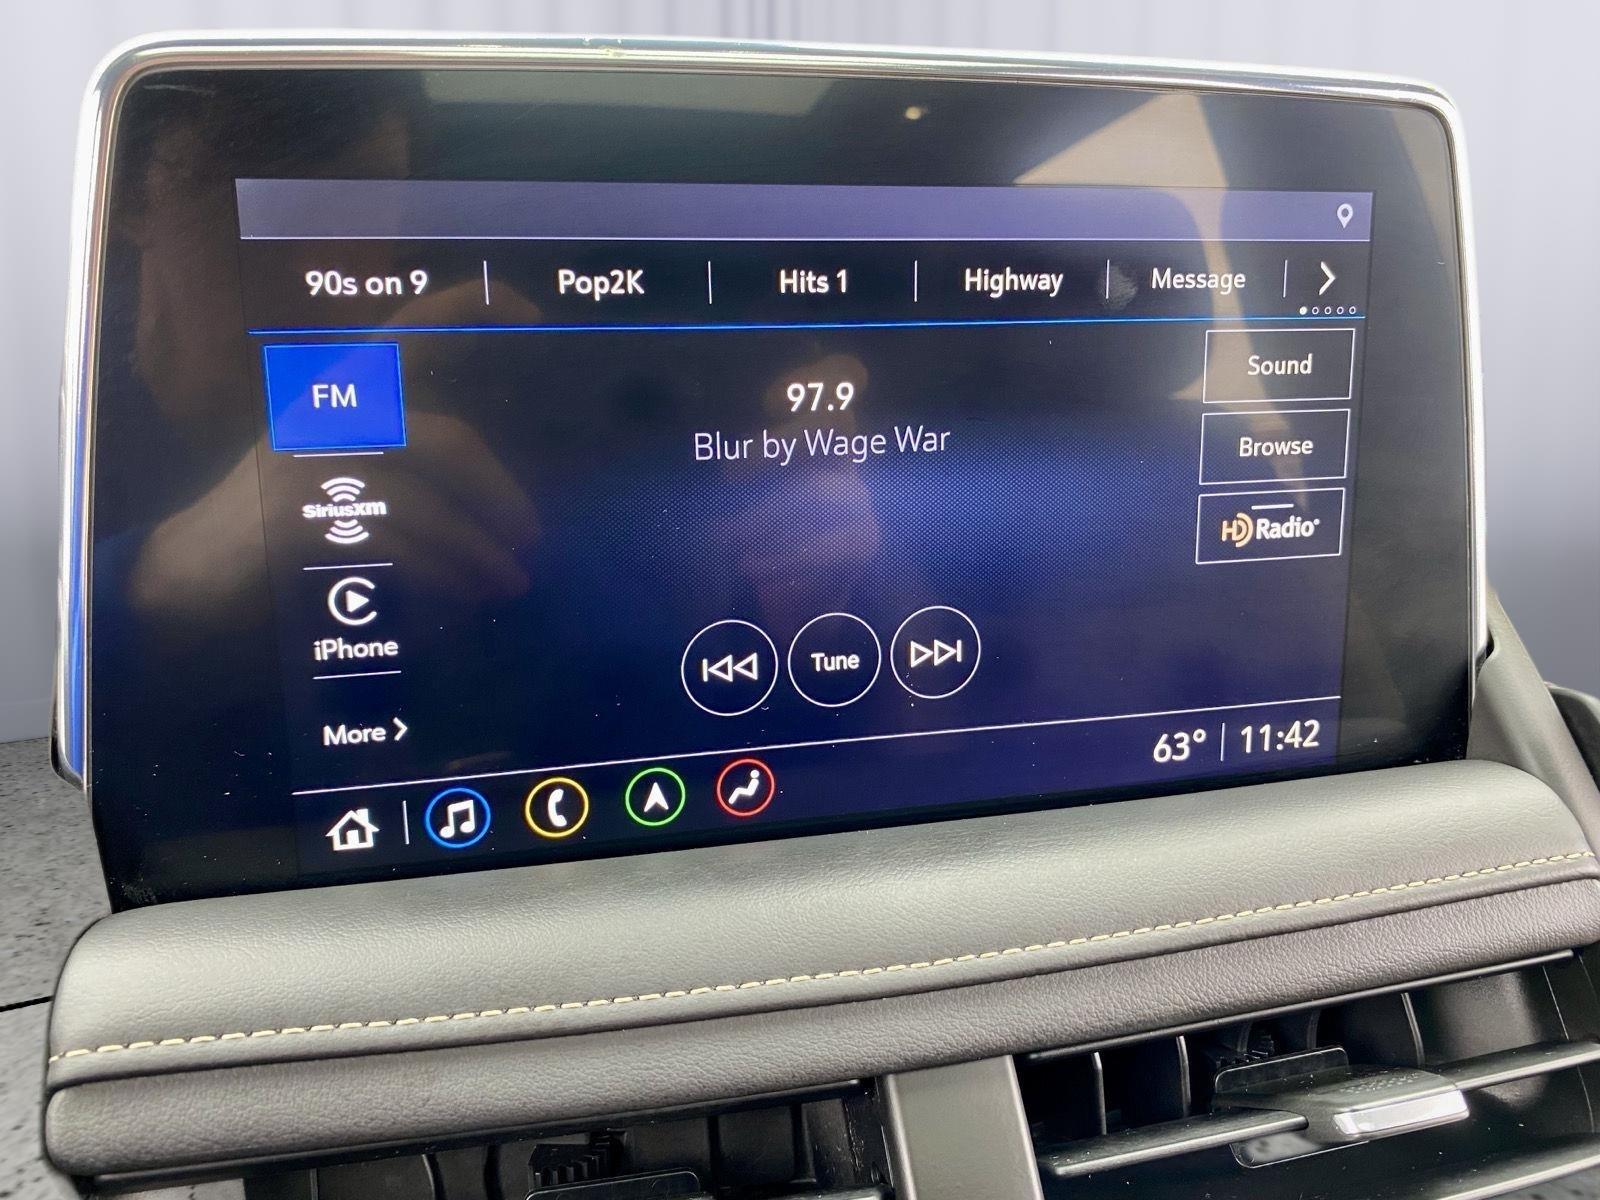 90s on 9
Pop2K
Hits 1
Highway
Message
FM
97.9
Blur by Wage War
Sound
Browse
HD Radio
SiriusXM
iPhone
More
Tune
63° 11:42